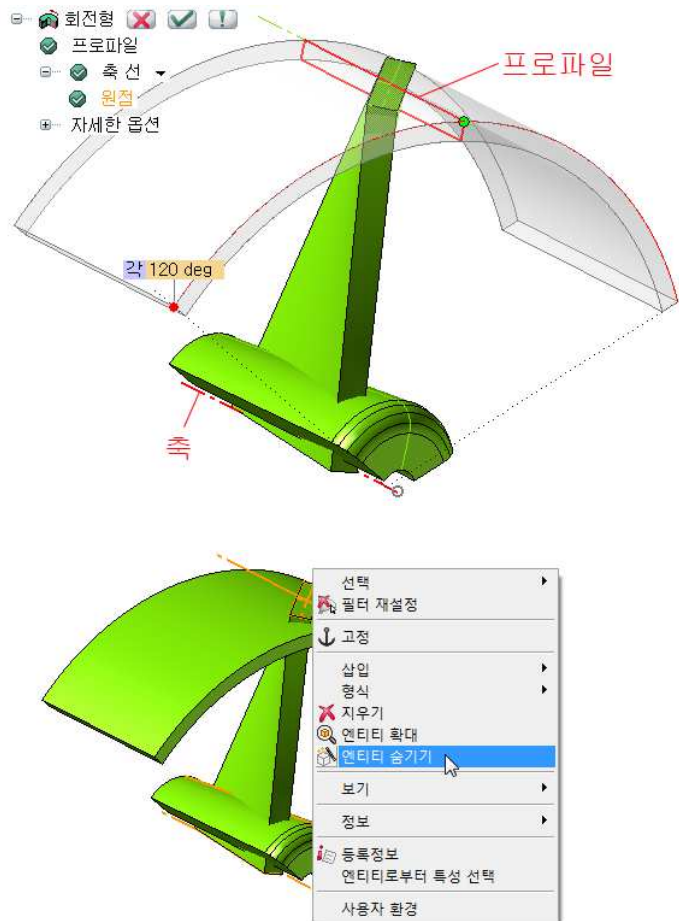 회전형
프로파일
축 선
원점
자세한 옵션
프로파일
각 120 deg
축
선택
필터 재설정
고정
삽입
형식
지우기
엔티티 확대
엔티티 숨기기
보기
정보
등록정보
엔티티로부터 특성 선택
사용자 환경